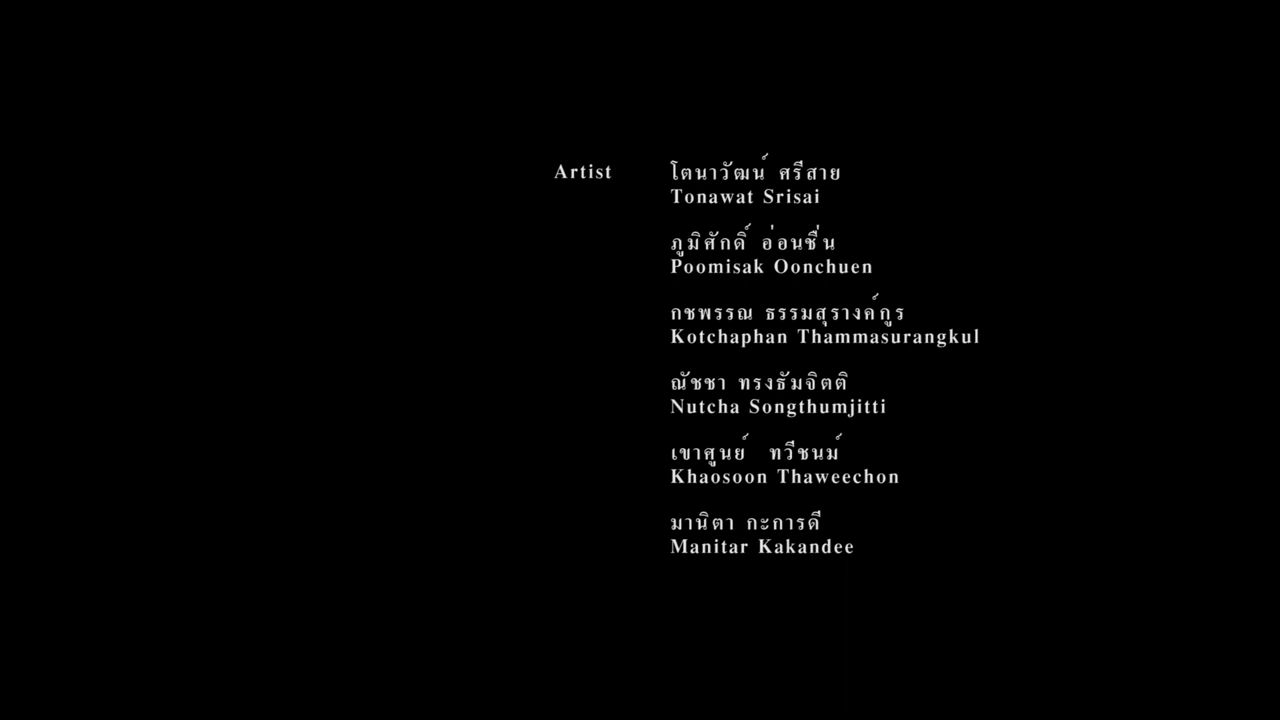 Artist โตนาวัฒน์ ศรีสาย
Tonawat Srisai
ภูมิศักดิ์ อ่อนชื่น
Poomisak Oonchuen
กชพรรณ ธรรมสุรางค์กูร
Kotchaphan Thammasurangkul
ณัชชา ทรงธัมจิตติ
Nutcha Songthumjitti
เขาศูนย์ ทวีชนม์
Khaosoon Thaweechon
มานิตา กะการดี
Manitar Kakandee